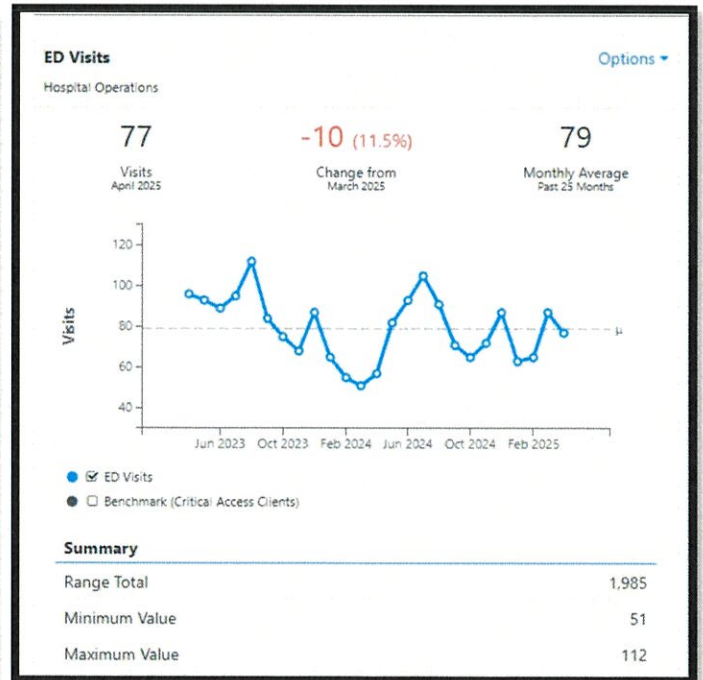 ED Visits
Options
Hospital Operations
77
-10 (11.5%)
79
Visits
April 2025
Change from
March 2025
Monthly Average
Past 25 Months
120
100
80
60
40
Visits
μ
Jun 2023 Oct 2023 Feb 2024 Jun 2024 Oct 2024 Feb 2025
ED Visits
Benchmark (Critical Access Clients)
Summary
Range Total 1,985
Minimum Value 51
Maximum Value 112